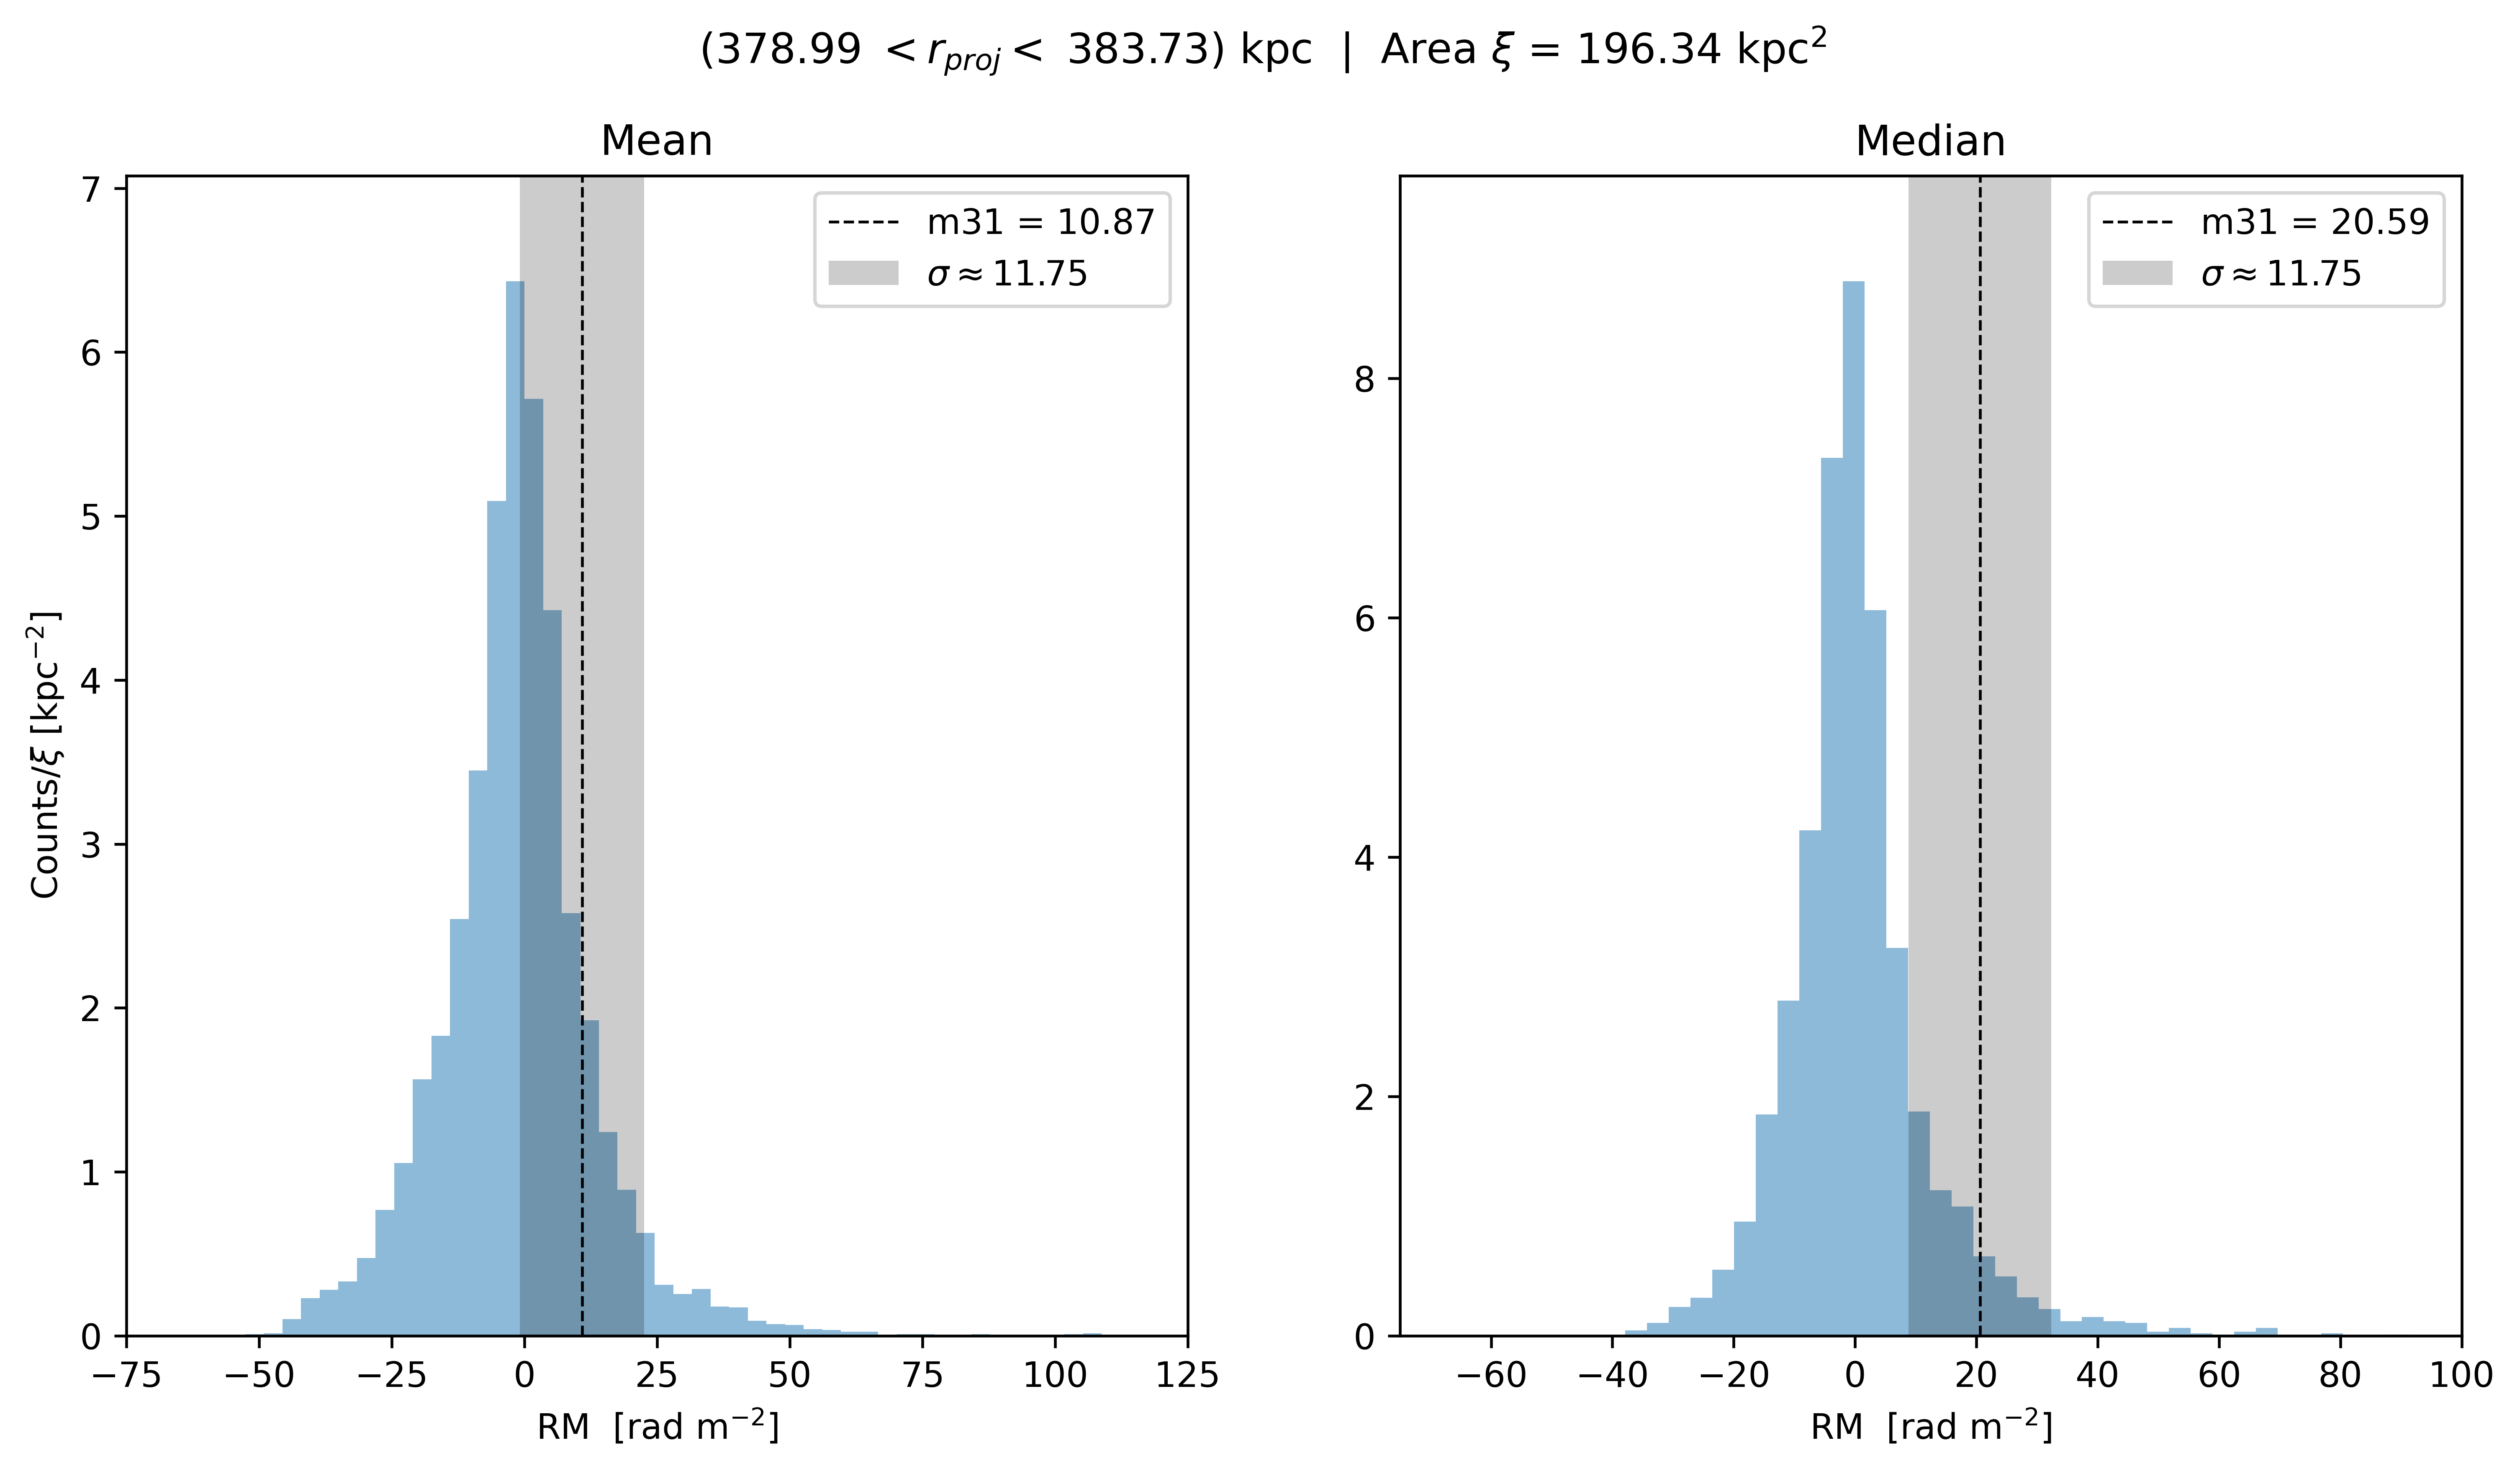 (378.99 < r_proj < 383.73) kpc | Area ξ = 196.34 kpc²
Mean
7
6
5
4
3
2
1
0
Counts/ξ [kpc⁻²]
m31 = 10.87
σ ≈ 11.75
−75 −50 −25 0 25 50 75 100 125
RM [rad m⁻²]
Median
8
6
4
2
0
m31 = 20.59
σ ≈ 11.75
−60 −40 −20 0 20 40 60 80 100
RM [rad m⁻²]